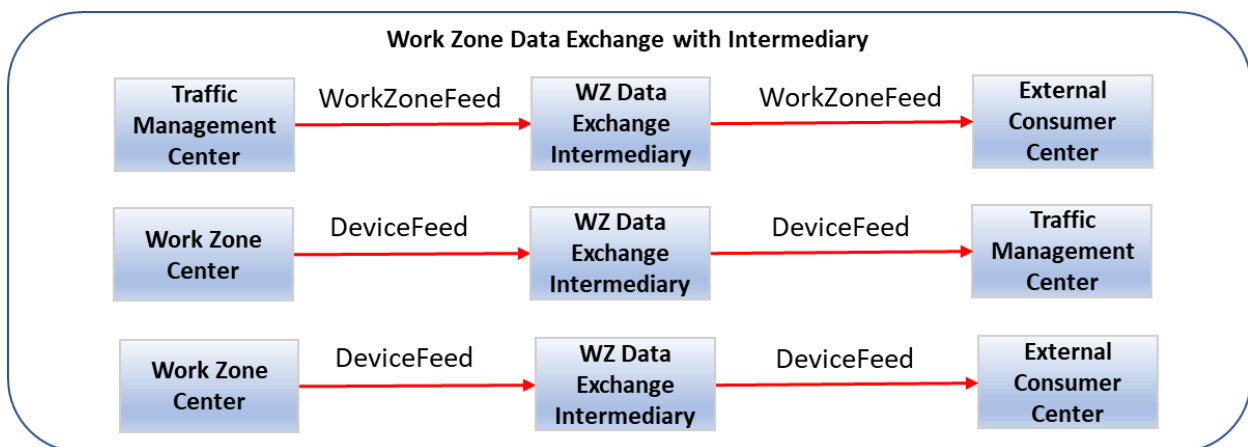 Work Zone Data Exchange with Intermediary
Traffic
Management
Center
WorkZoneFeed
WZ Data
Exchange
Intermediary
WorkZoneFeed
External
Consumer
Center
Work Zone
Center
DeviceFeed
WZ Data
Exchange
Intermediary
DeviceFeed
Traffic
Management
Center
Work Zone
Center
DeviceFeed
WZ Data
Exchange
Intermediary
DeviceFeed
External
Consumer
Center